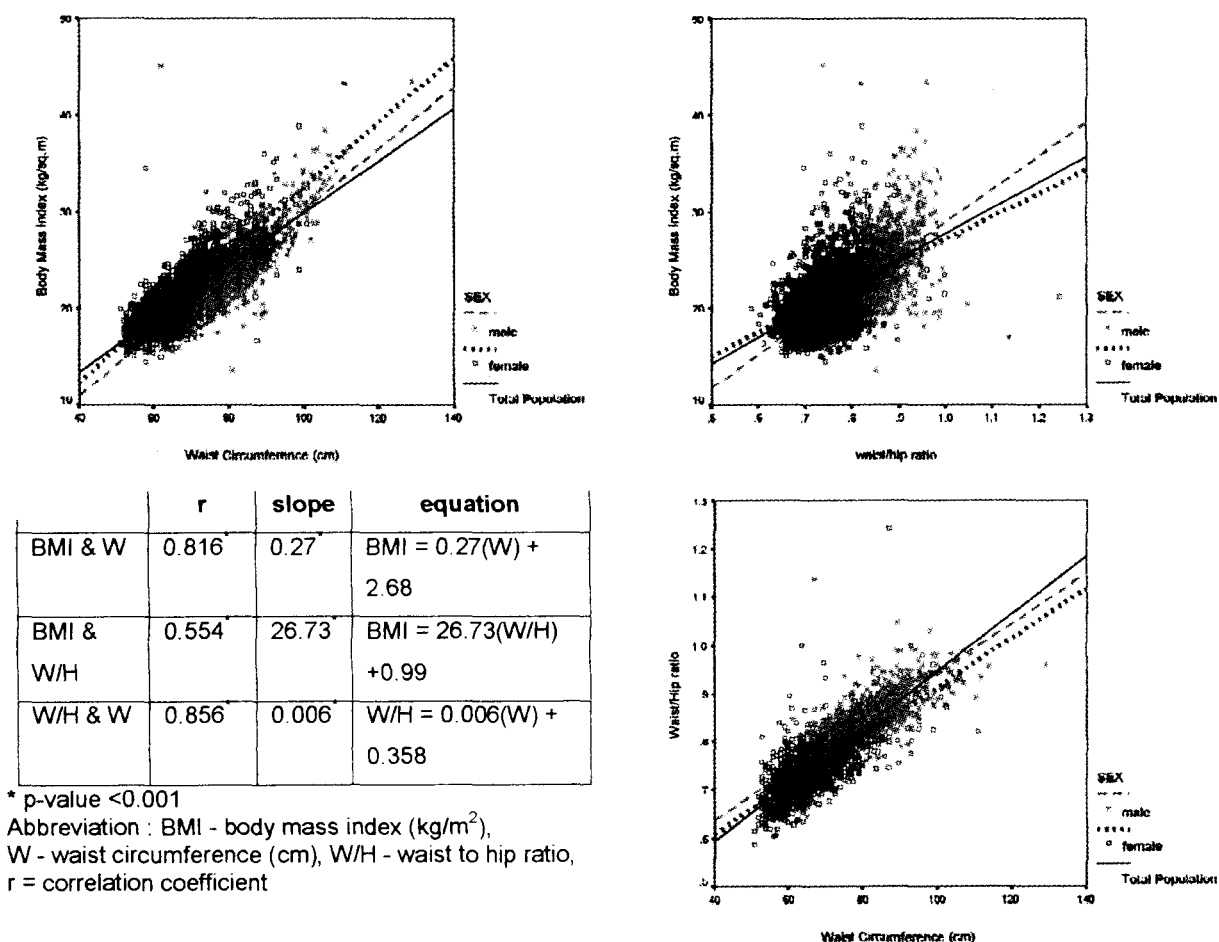 50
40
30
20
10
Body Mass Index (kg/sq.m)
40 60 80 100 120 140
Waist Circumference (cm)
SEX
male
female
Total Population
50
40
30
20
10
Body Mass Index (kg/sq.m)
.5 .6 .7 .8 .9 1.0 1.1 1.2 1.3
waist/hip ratio
SEX
male
female
Total Population
r slope equation
BMI & W 0.816* 0.27* BMI = 0.27(W) +
2.68
BMI & 0.554* 26.73* BMI = 26.73(W/H)
W/H +0.99
W/H & W 0.856* 0.006* W/H = 0.006(W) +
0.358
* p-value <0.001
Abbreviation : BMI - body mass index (kg/m²),
W - waist circumference (cm), W/H - waist to hip ratio,
r = correlation coefficient
1.3
1.2
1.1
1.0
.9
.8
.7
.6
.5
Waist/Hip ratio
40 60 80 100 120 140
Waist Circumference (cm)
SEX
male
female
Total Population